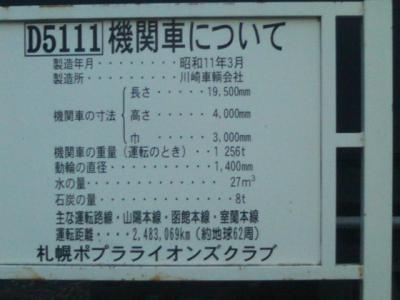 D5111機関車について
製造年月・・・・・・・・昭和11年3月
製造所・・・・・・・・・川崎車輌会社
長さ・・・・・19,500mm
機関車の寸法 高さ・・・・・4,000mm
巾・・・・・・3,000mm
機関車の重量(運転のとき)・・1256t
動輪の直径・・・・・・・・・1,400mm
水の量・・・・・・・・・・・27m³
石炭の量・・・・・・・・・・8t
主な運転路線・山陽本線・函館本線・室蘭本線
運転距離・・・・2,483,069km(約地球62周)
札幌ポプラライオンズクラブ